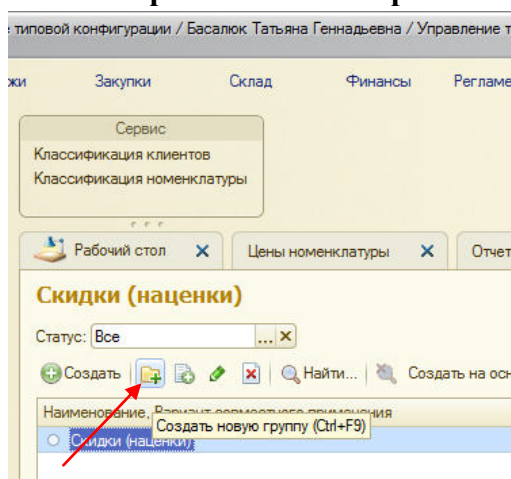 е типовой конфигурации / Басалюк Татьяна Геннадьевна / Управление т
жи Закупки Склад Финансы Регламе
Сервис
Классификация клиентов
Классификация номенклатуры
Рабочий стол Цены номенклатуры Отчет
Скидки (наценки)
Статус: Все ... ×
Создать Найти... Создать на осн
Наименование, Вариант совместного применения
Создать новую группу (Ctrl+F9)
Скидки (наценки)